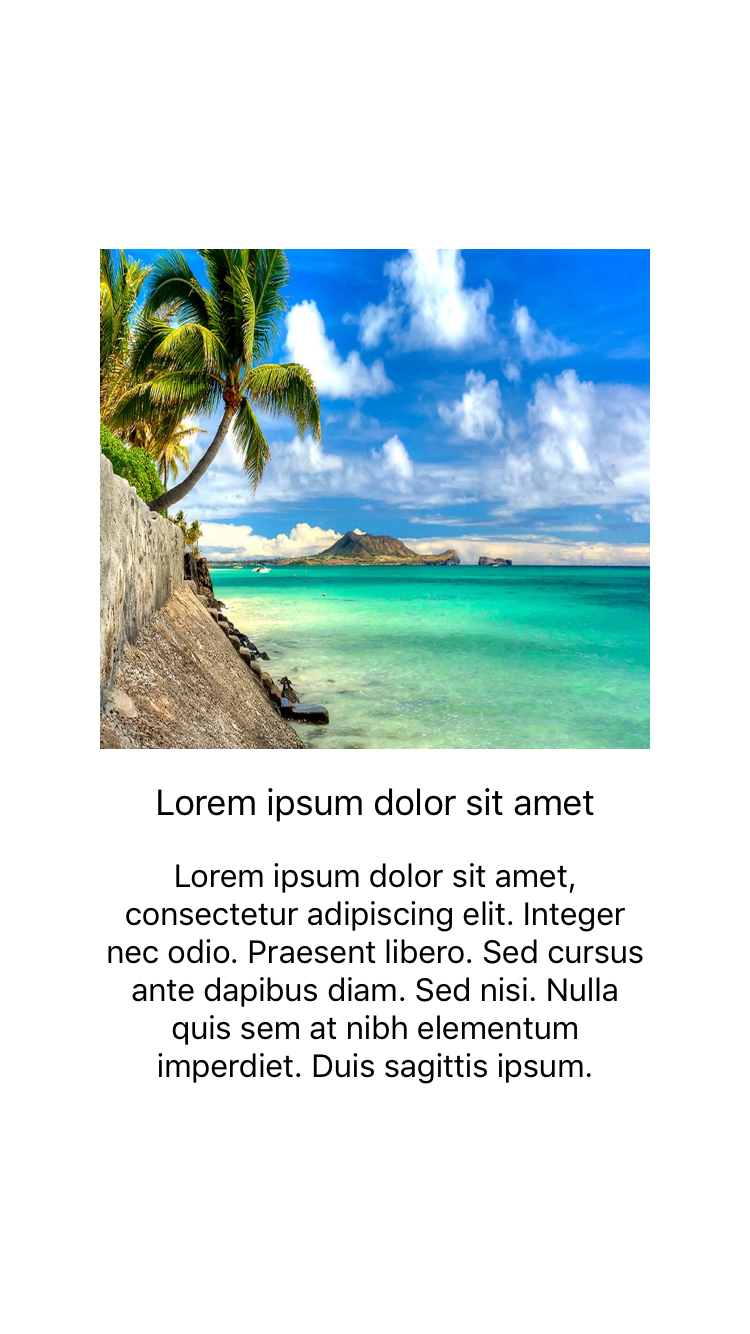 Lorem ipsum dolor sit amet
Lorem ipsum dolor sit amet,
consectetur adipiscing elit. Integer
nec odio. Praesent libero. Sed cursus
ante dapibus diam. Sed nisi. Nulla
quis sem at nibh elementum
imperdiet. Duis sagittis ipsum.